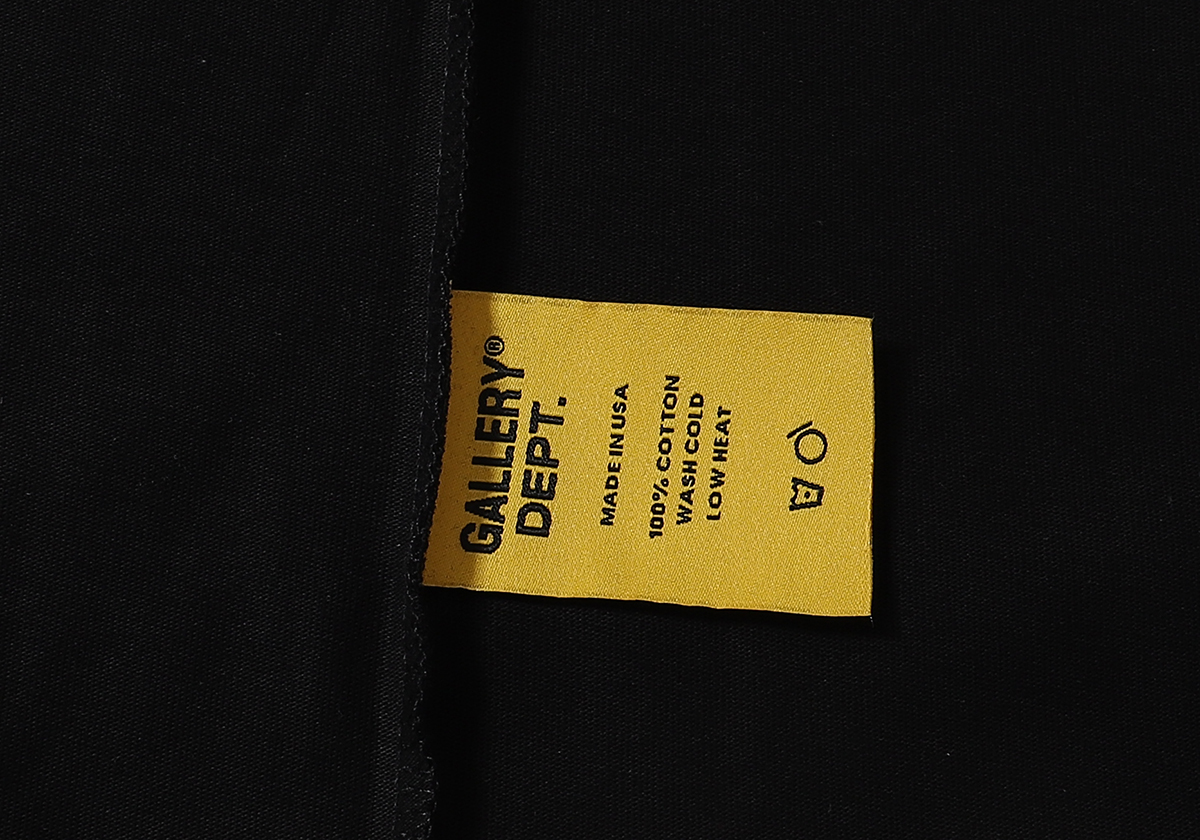 GALLERY®
DEPT.
MADE IN USA
100% COTTON
WASH COLD
LOW HEAT